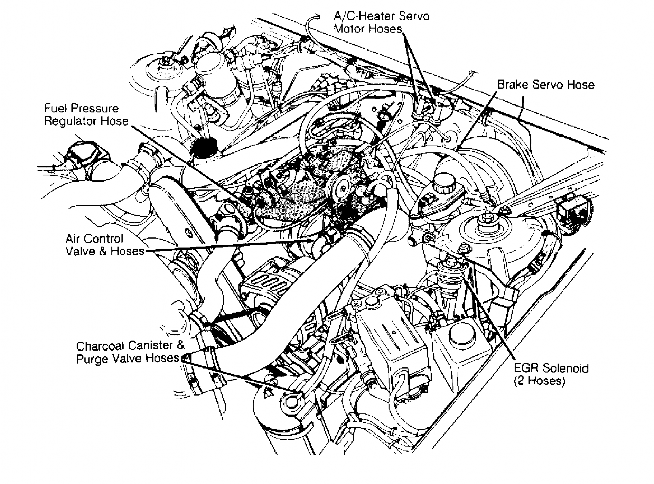 A/C-Heater Servo
Motor Hoses
Brake Servo Hose
Fuel Pressure
Regulator Hose
Air Control
Valve & Hoses
Charcoal Canister &
Purge Valve Hoses
EGR Solenoid
(2 Hoses)